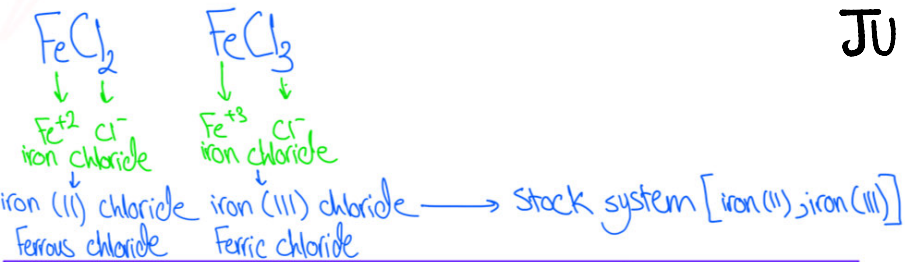 FeCl₂ FeCl₃ JU
Fe⁺² Cl⁻ Fe⁺³ Cl⁻
iron chloride iron chloride
iron (II) chloride iron (III) chloride → Stock system [iron(II), iron(III)]
Ferrous chloride Ferric chloride